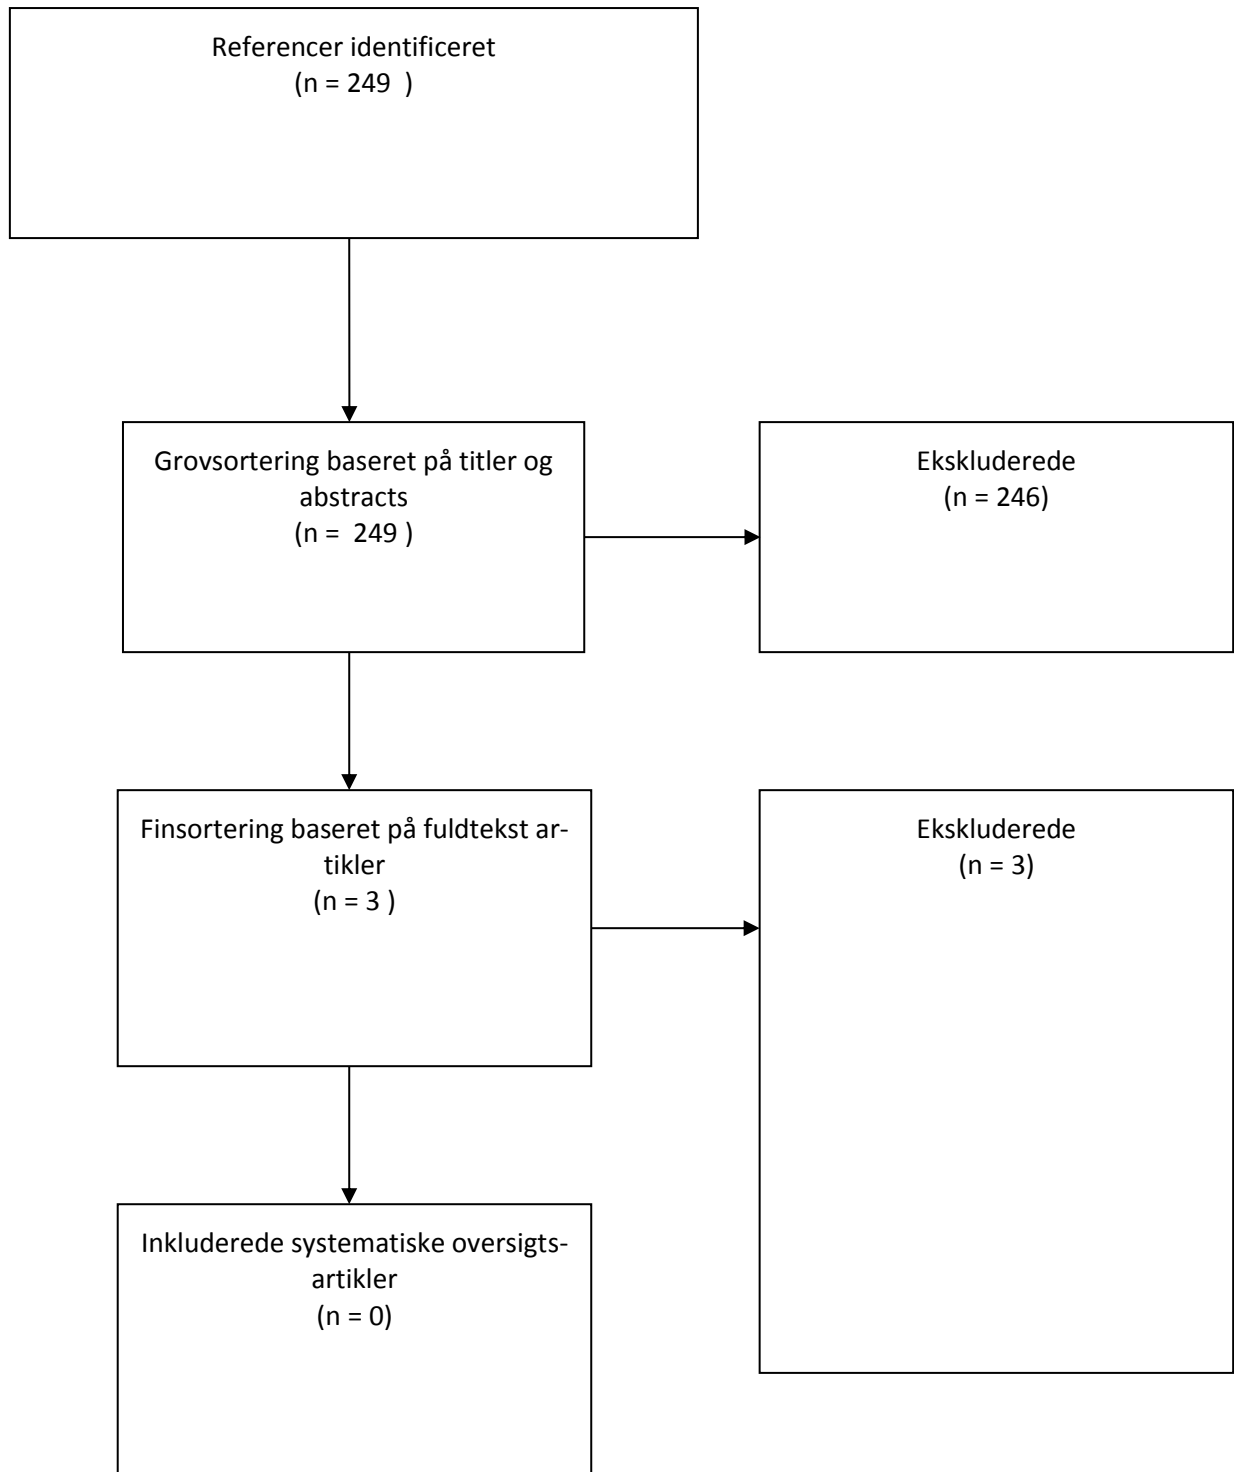 Referencer identificeret
(n = 249  )
Grovsortering baseret på titler og
abstracts
(n =  249 )
Ekskluderede
(n = 246)
Finsortering baseret på fuldtekst ar-
tikler
(n = 3 )
Ekskluderede
(n = 3)
Inkluderede systematiske oversigts-
artikler
(n = 0)